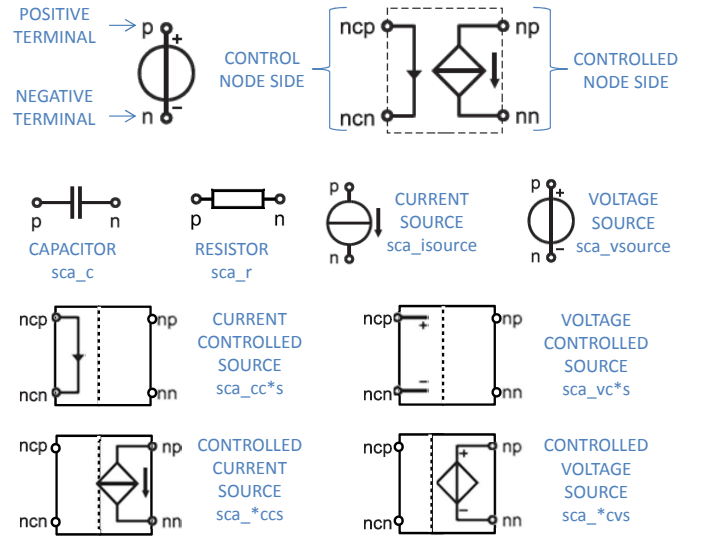 POSITIVE
TERMINAL
p
+
NEGATIVE
TERMINAL
n
–
CONTROL
NODE SIDE
ncp
ncn
np
nn
CONTROLLED
NODE SIDE
p
n
CAPACITOR
sca_c
p
n
RESISTOR
sca_r
p
n
CURRENT
SOURCE
sca_isource
p
+
–
n
VOLTAGE
SOURCE
sca_vsource
ncp
np
ncn
nn
CURRENT
CONTROLLED
SOURCE
sca_cc*s
ncp
+
np
–
ncn
nn
VOLTAGE
CONTROLLED
SOURCE
sca_vc*s
ncp
np
ncn
nn
CONTROLLED
CURRENT
SOURCE
sca_*ccs
ncp
+
np
–
ncn
nn
CONTROLLED
VOLTAGE
SOURCE
sca_*cvs